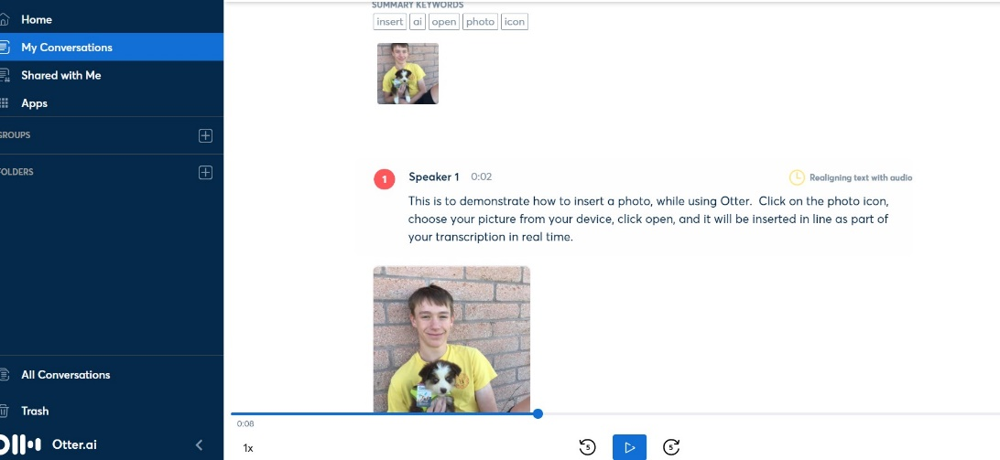 Home
My Conversations
Shared with Me
Apps
GROUPS
FOLDERS
All Conversations
Trash
Otter.ai
SUMMARY KEYWORDS
insert ai open photo icon
1 Speaker 1 0:02 Realigning text with audio
This is to demonstrate how to insert a photo, while using Otter. Click on the photo icon,
choose your picture from your device, click open, and it will be inserted in line as part of
your transcription in real time.
0:08
1x 5 5